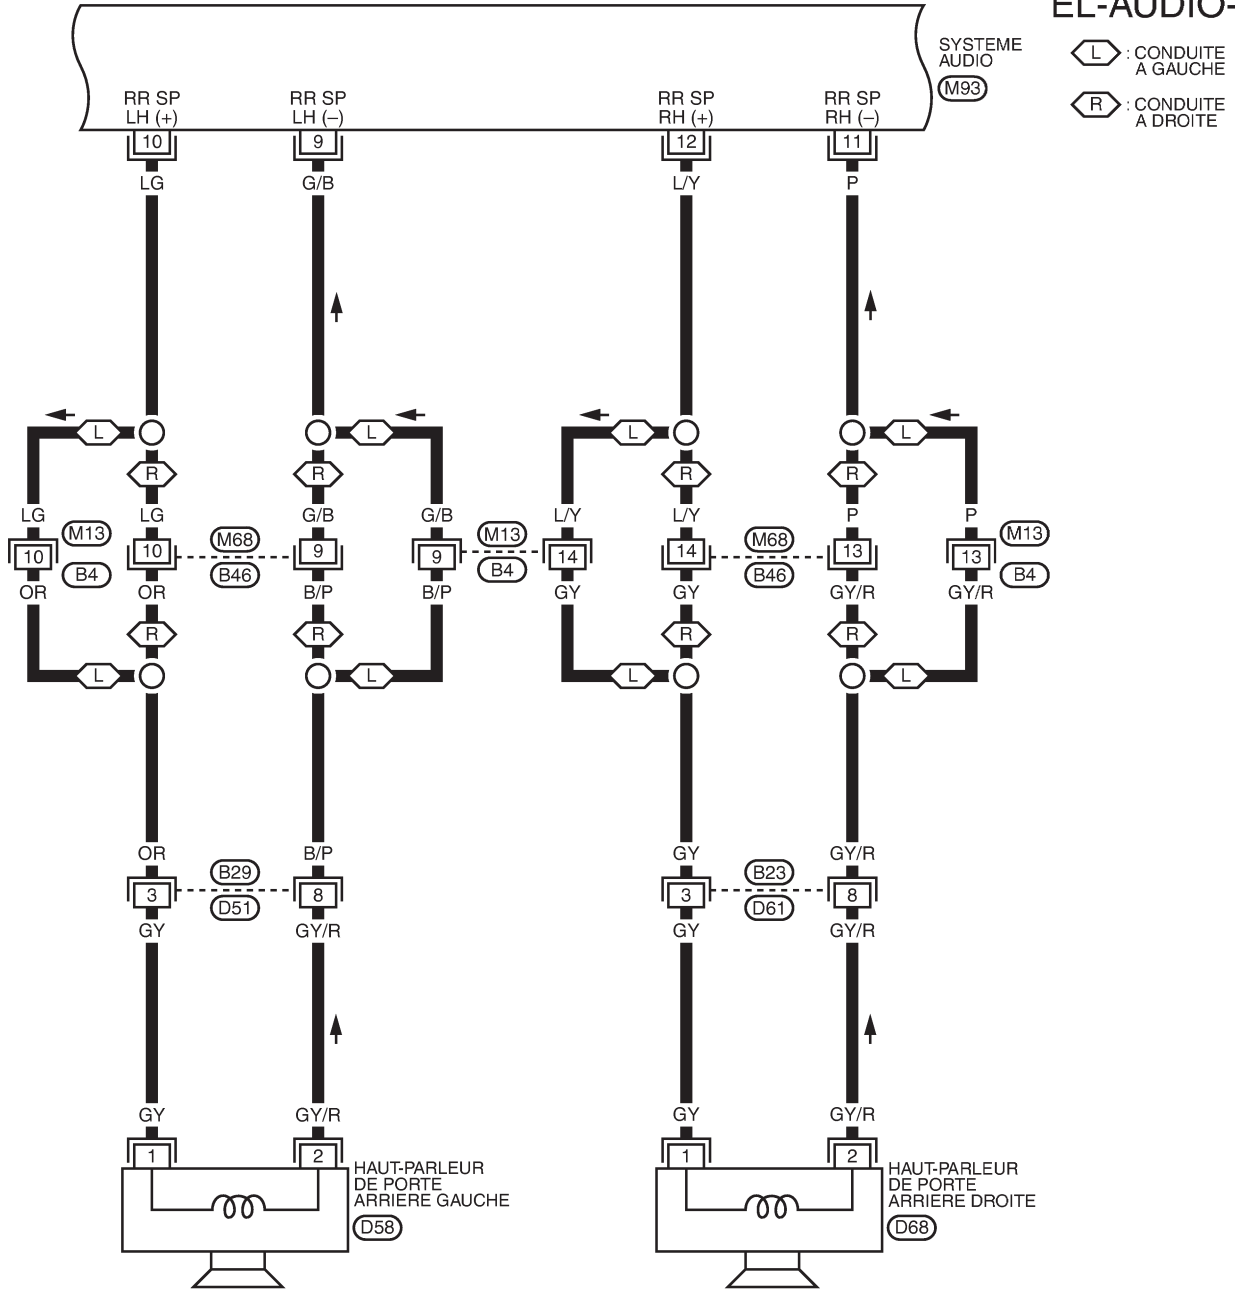 EL-AUDIO-
SYSTEME
AUDIO
M93
L : CONDUITE
A GAUCHE
R : CONDUITE
A DROITE
RR SP RR SP RR SP RR SP
LH (+) LH (–) RH (+) RH (–)
10 9 12 11
LG G/B L/Y P
L L L L
R R R R
LG LG G/B G/B L/Y L/Y P P
M13 M68 M13 M68 M13
10 10 9 9 14 14 13 13
B4 B46 B4 B46 B4
OR OR B/P B/P GY GY GY/R GY/R
R R R R
L L L L
OR B/P GY GY/R
B29 B23
3 8 3 8
D51 D61
GY GY/R GY GY/R
GY GY/R GY GY/R
1 2 1 2
HAUT-PARLEUR
DE PORTE
ARRIERE GAUCHE
D58
HAUT-PARLEUR
DE PORTE
ARRIERE DROITE
D68